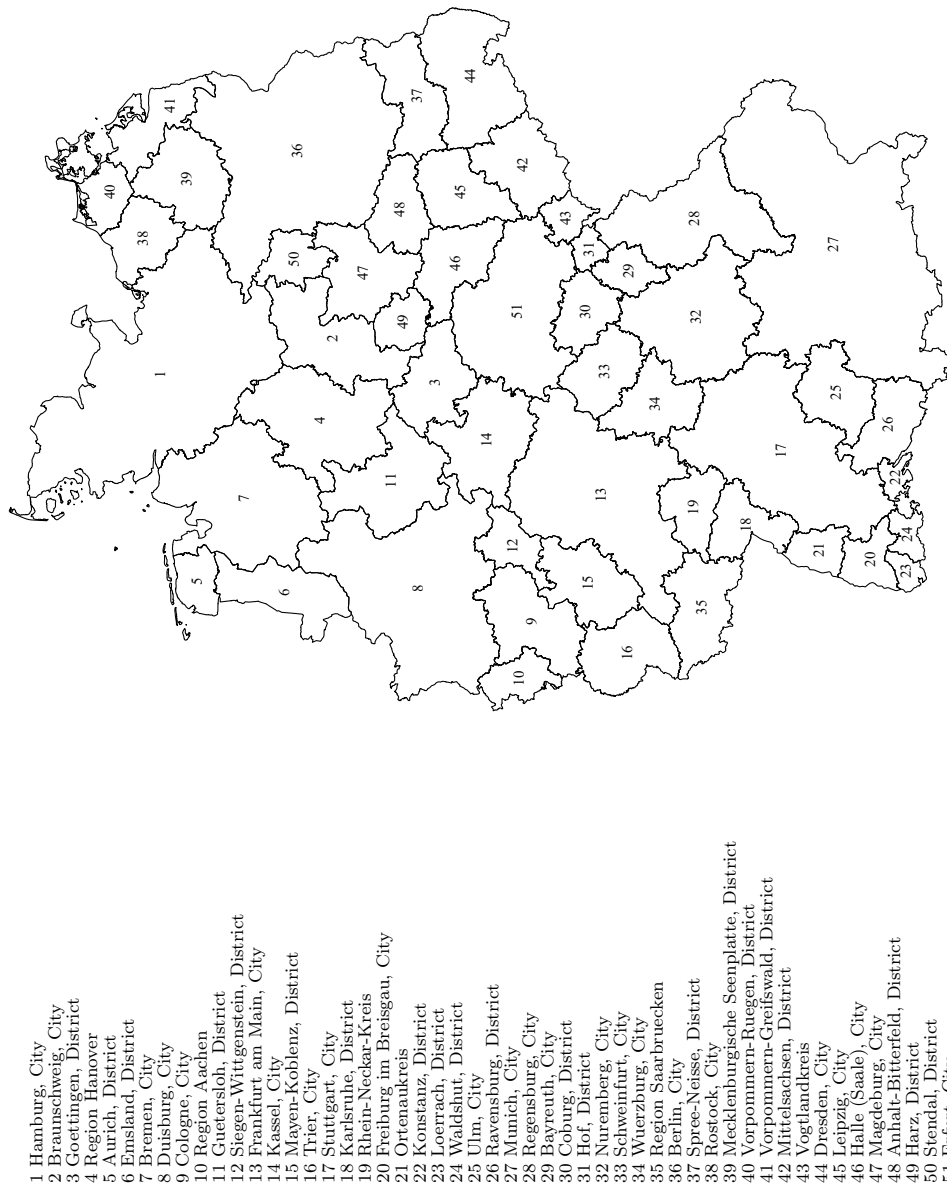 1 Hamburg, City
2 Braunschweig, City
3 Goettingen, District
4 Region Hanover
5 Aurich, District
6 Emsland, District
7 Bremen, City
8 Duisburg, City
9 Cologne, City
10 Region Aachen
11 Guetersloh, District
12 Siegen-Wittgenstein, District
13 Frankfurt am Main, City
14 Kassel, City
15 Mayen-Koblenz, District
16 Trier, City
17 Stuttgart, City
18 Karlsruhe, District
19 Rhein-Neckar-Kreis
20 Freiburg im Breisgau, City
21 Ortenaukreis
22 Konstanz, District
23 Loerrach, District
24 Waldshut, District
25 Ulm, City
26 Ravensburg, District
27 Munich, City
28 Regensburg, City
29 Bayreuth, City
30 Coburg, District
31 Hof, District
32 Nuremberg, City
33 Schweinfurt, City
34 Wuerzburg, City
35 Region Saarbruecken
36 Berlin, City
37 Spree-Neisse, District
38 Rostock, City
39 Mecklenburgische Seenplatte, District
40 Vorpommern-Ruegen, District
41 Vorpommern-Greifswald, District
42 Mittelsachsen, District
43 Vogtlandkreis
44 Dresden, City
45 Leipzig, City
46 Halle (Saale), City
47 Magdeburg, City
48 Anhalt-Bitterfeld, District
49 Harz, District
50 Stendal, District
51 Erfurt, City
41
40
39
38
1
36
37
44
50
48
45
42
47
46
43
2
49
51
31
28
4
3
30
29
7
11
14
33
32
27
5
6
8
12
13
34
17
25
26
9
15
19
18
22
10
16
35
21
20
24
23